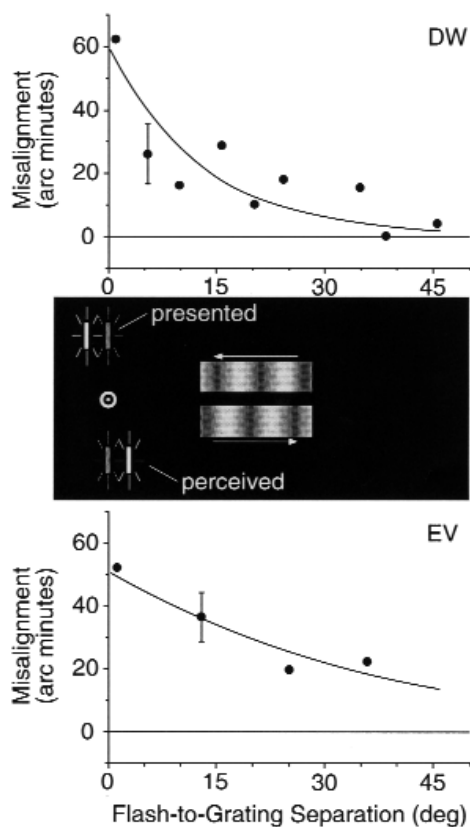 DW
60
40
20
0
Misalignment
(arc minutes)
0 15 30 45
presented
perceived
EV
60
40
20
0
Misalignment
(arc minutes)
0 15 30 45
Flash-to-Grating Separation (deg)